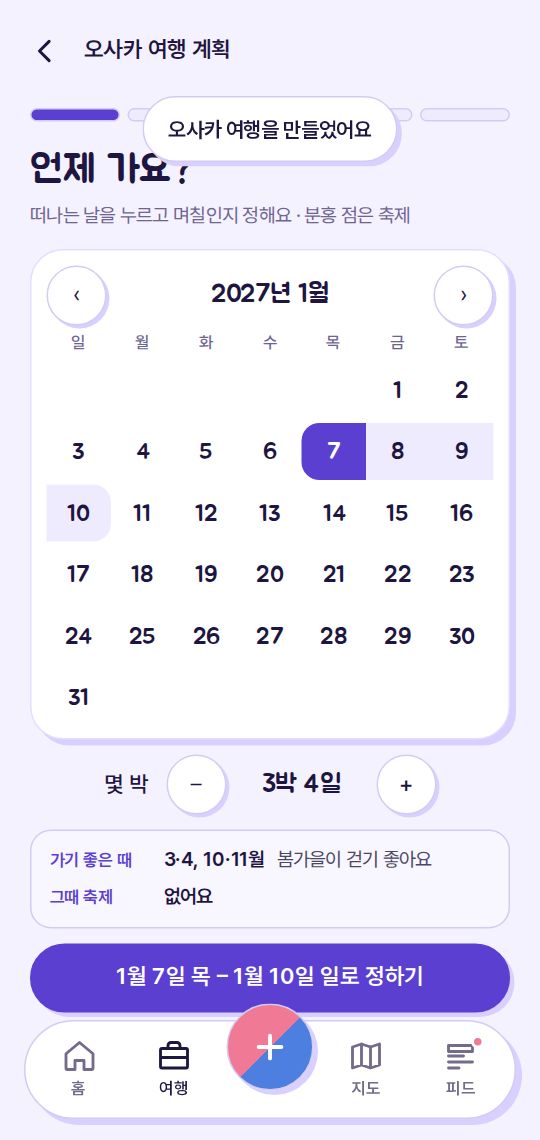 오사카 여행 계획
오사카 여행을 만들었어요
언제 가요?
떠나는 날을 누르고 며칠인지 정해요 · 분홍 점은 축제
‹ 2027년 1월 ›
일 월 화 수 목 금 토
1 2
3 4 5 6 7 8 9
10 11 12 13 14 15 16
17 18 19 20 21 22 23
24 25 26 27 28 29 30
31
몇 박 − 3박 4일 +
가기 좋은 때 3·4, 10·11월 봄가을이 걷기 좋아요
그때 축제 없어요
1월 7일 목 – 1월 10일 일로 정하기
홈 여행 지도 피드